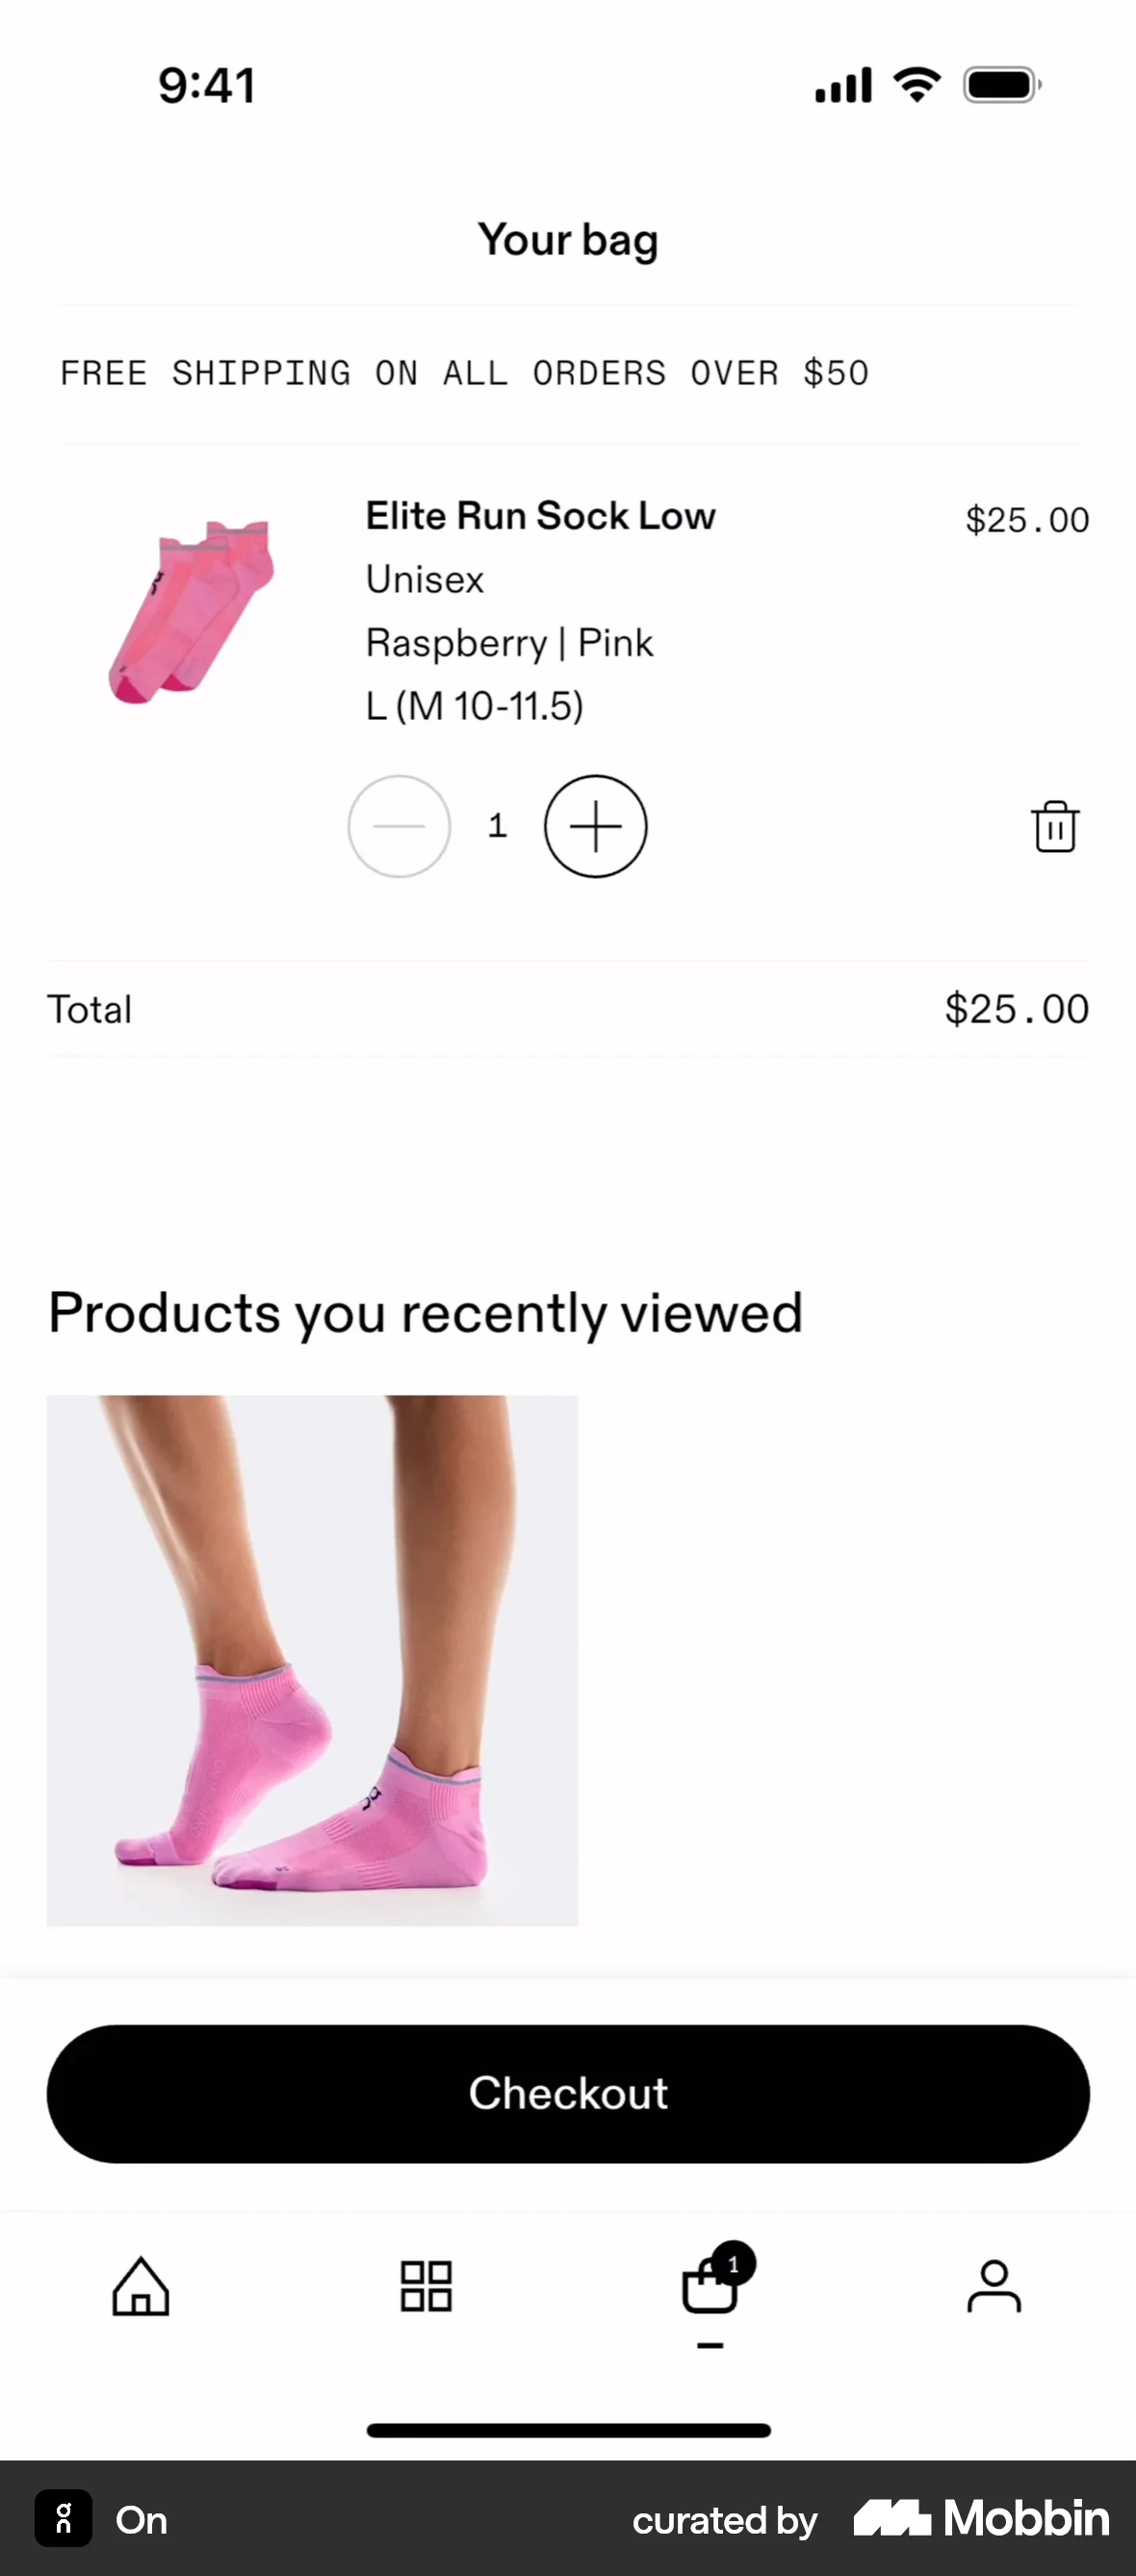 9:41
Your bag
FREE SHIPPING ON ALL ORDERS OVER $50
Elite Run Sock Low
$25.00
Unisex
Raspberry | Pink
L (M 10-11.5)
1
Total
$25.00
Products you recently viewed
Checkout
1
On
curated by Mobbin